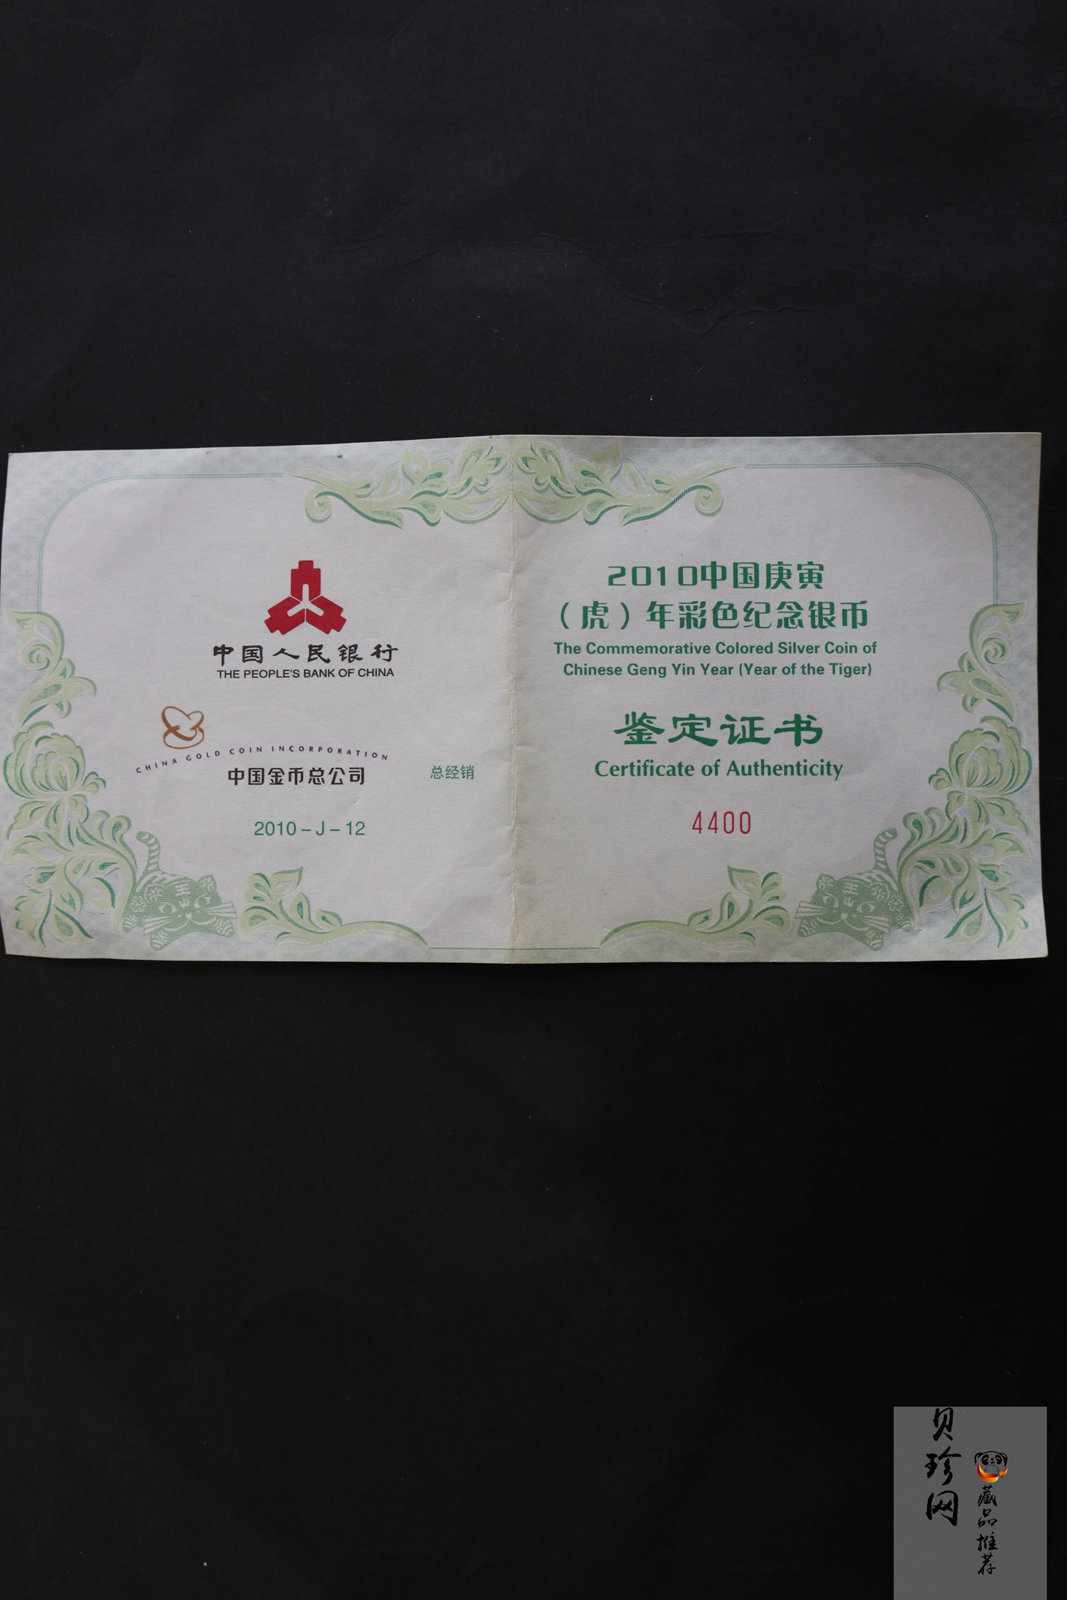 中国人民银行
THE PEOPLE'S BANK OF CHINA
CHINA GOLD COIN INCORPORATION
中国金币总公司
总经销
2010-J-12
2010中国庚寅
（虎）年彩色纪念银币
The Commemorative Colored Silver Coin of
Chinese Geng Yin Year (Year of the Tiger)
鉴定证书
Certificate of Authenticity
4400
王
王
贝珍网
藏品推荐